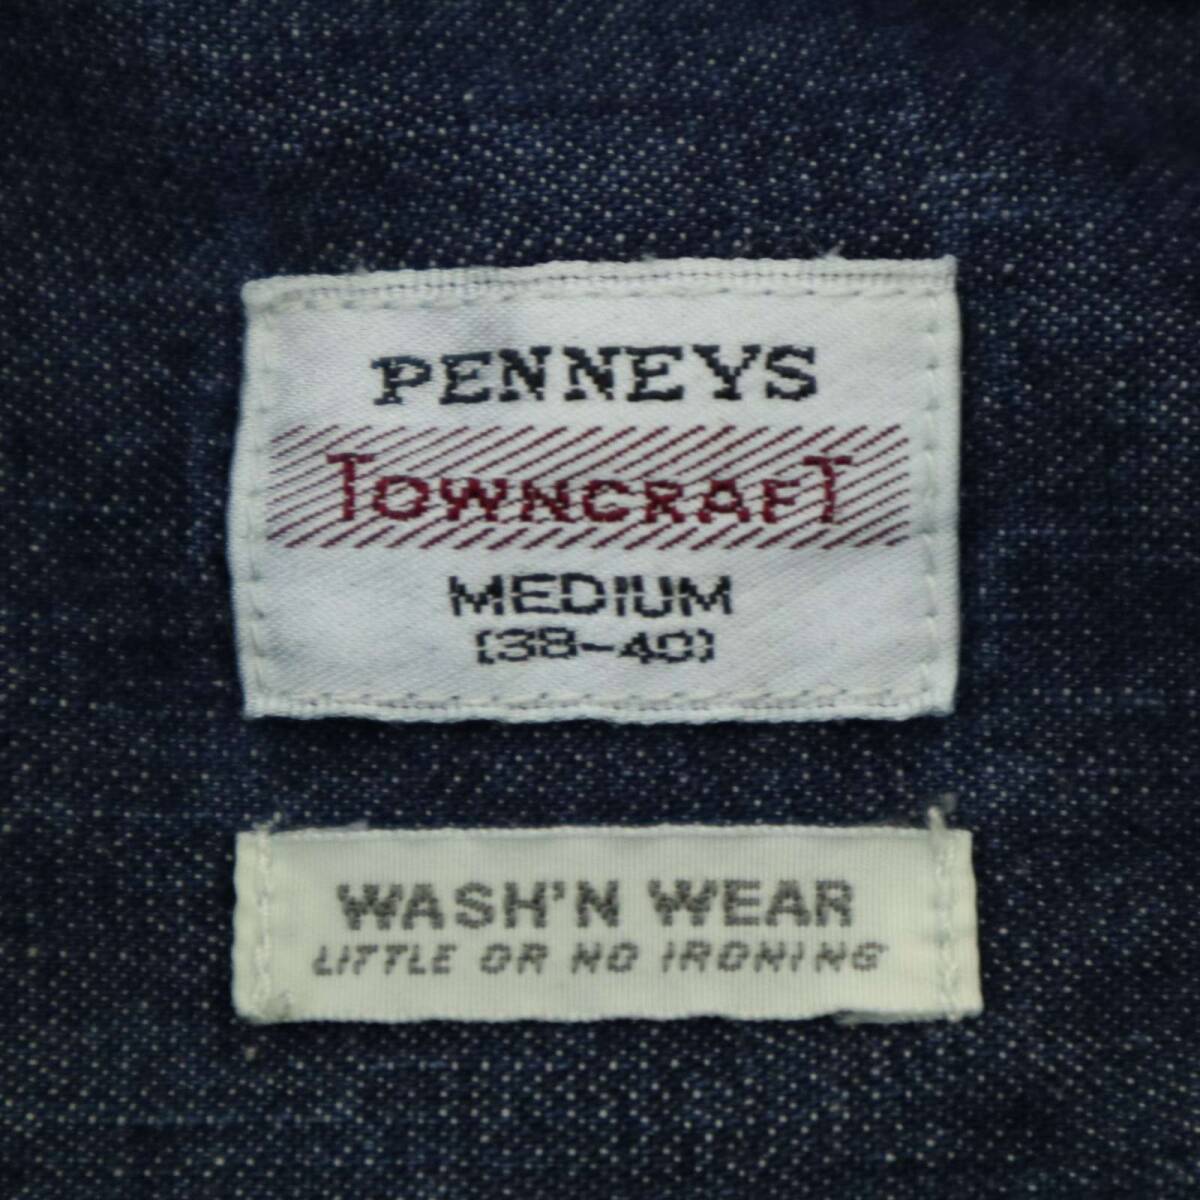 PENNEYS
TOWNCRAFT
MEDIUM
(38-40)
WASH'N WEAR
LITTLE OR NO IRONING